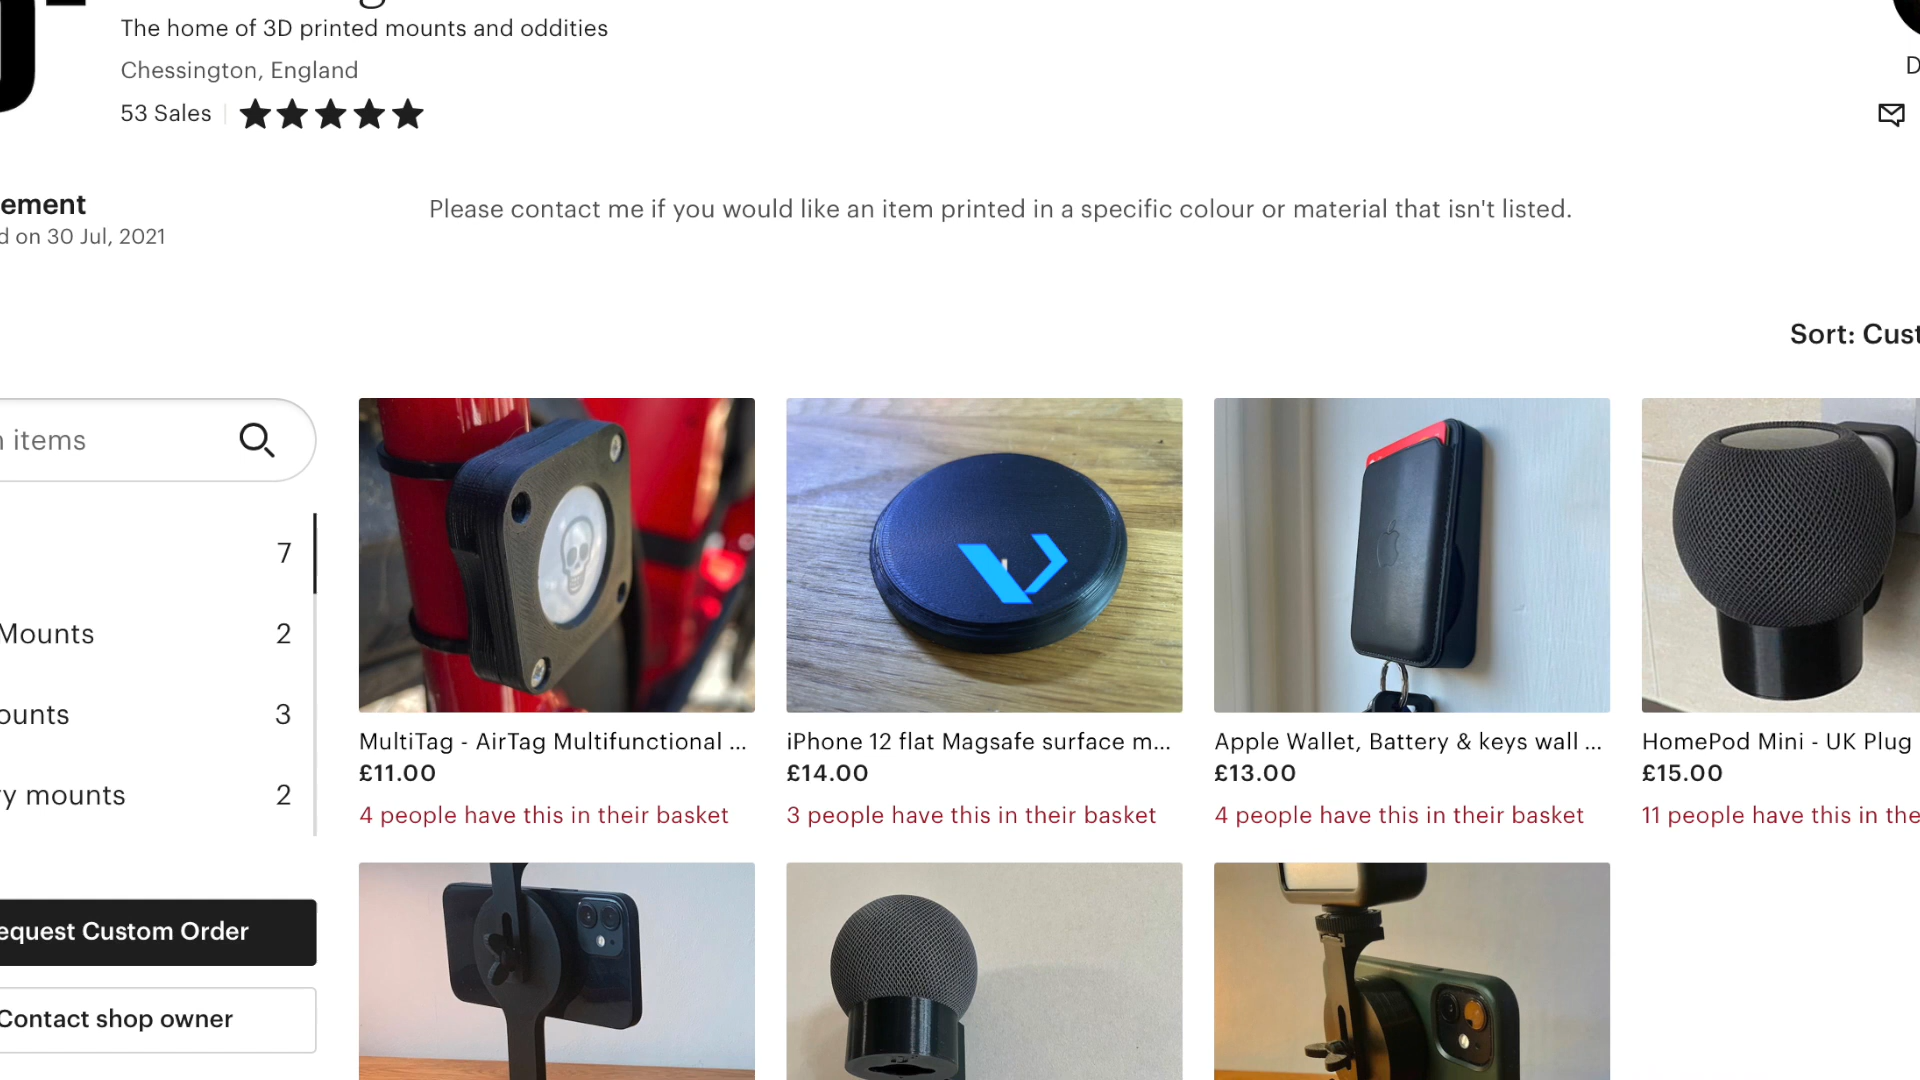 The home of 3D printed mounts and oddities
Chessington, England
53 Sales
ement
d on 30 Jul, 2021
Please contact me if you would like an item printed in a specific colour or material that isn't listed.
Sort: Cust
items
7
Mounts 2
ounts 3
y mounts 2
equest Custom Order
Contact shop owner
MultiTag - AirTag Multifunctional ...
£11.00
4 people have this in their basket
iPhone 12 flat Magsafe surface m...
£14.00
3 people have this in their basket
Apple Wallet, Battery & keys wall ...
£13.00
4 people have this in their basket
HomePod Mini - UK Plug
£15.00
11 people have this in the